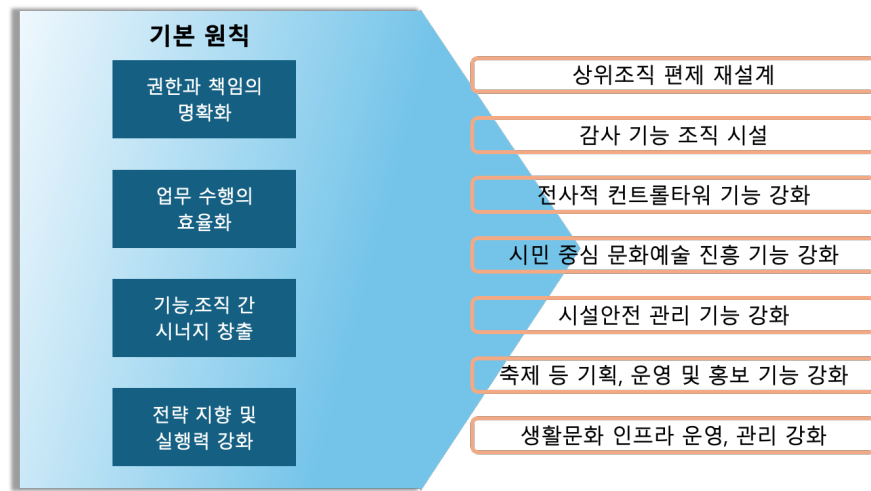 기본 원칙
권한과 책임의
명확화
업무 수행의
효율화
기능,조직 간
시너지 창출
전략 지향 및
실행력 강화
상위조직 편제 재설계
감사 기능 조직 시설
전사적 컨트롤타워 기능 강화
시민 중심 문화예술 진흥 기능 강화
시설안전 관리 기능 강화
축제 등 기획, 운영 및 홍보 기능 강화
생활문화 인프라 운영, 관리 강화